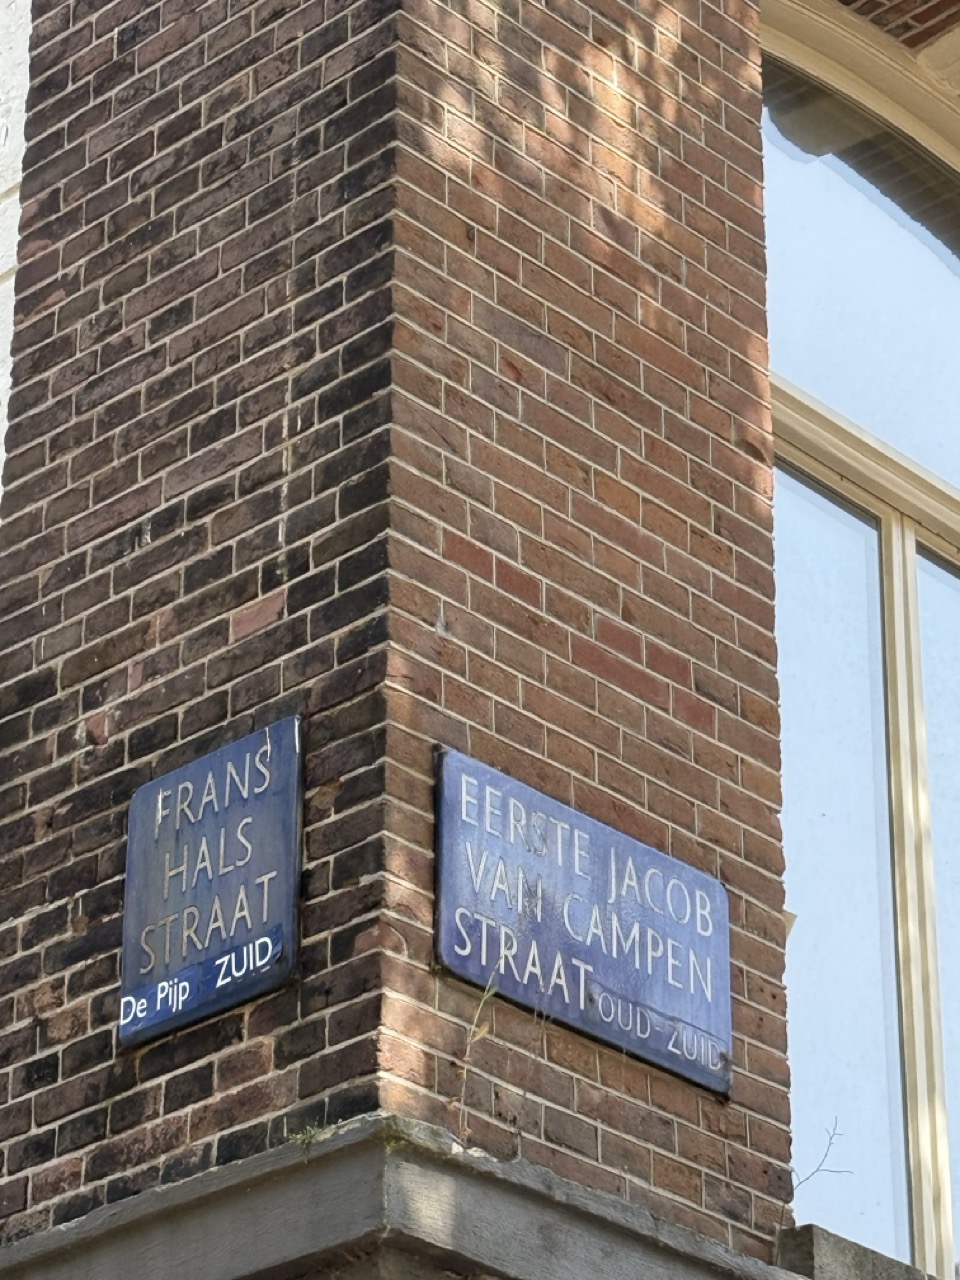 FRANS
HALS
STRAAT
De Pijp ZUID
EERSTE JACOB
VAN CAMPEN
STRAAT OUD-ZUID